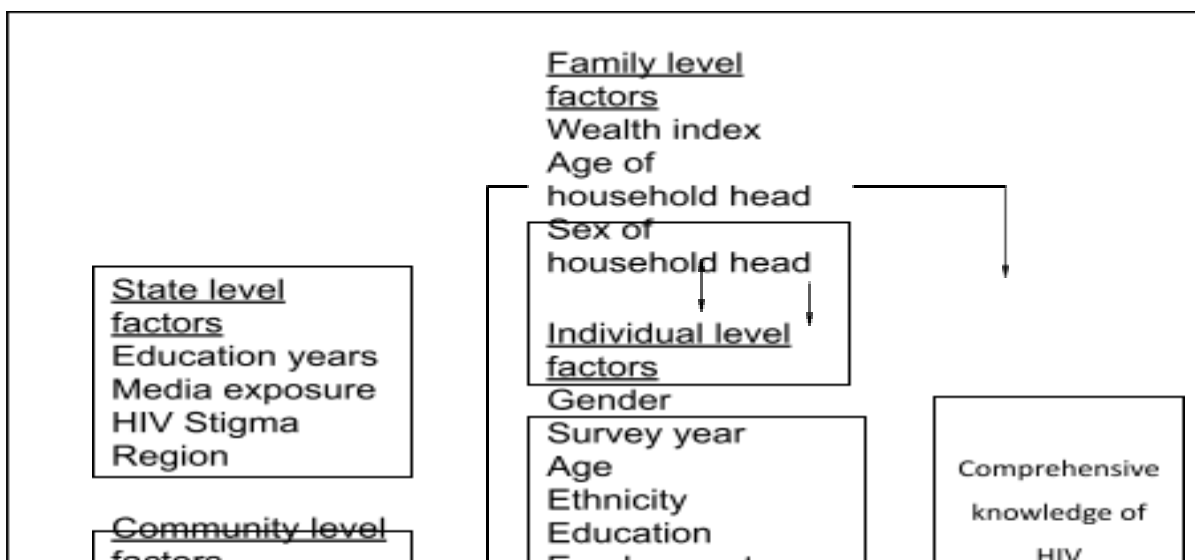 Family level
factors
Wealth index
Age of
household head
Sex of
household head
State level
factors
Education years
Media exposure
HIV Stigma
Region
Community level
factors
Individual level
factors
Gender
Survey year
Age
Ethnicity
Education
Comprehensive
knowledge of
HIV